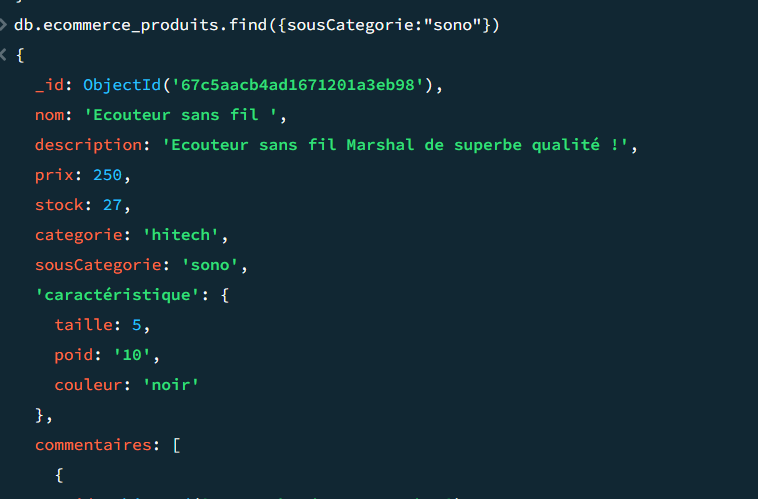 db.ecommerce_produits.find({sousCategorie:"sono"})
{
_id: ObjectId('67c5aacb4ad1671201a3eb98'),
nom: 'Ecouteur sans fil ',
description: 'Ecouteur sans fil Marshal de superbe qualité !',
prix: 250,
stock: 27,
categorie: 'hitech',
sousCategorie: 'sono',
'caractéristique': {
taille: 5,
poid: '10',
couleur: 'noir'
},
commentaires: [
{